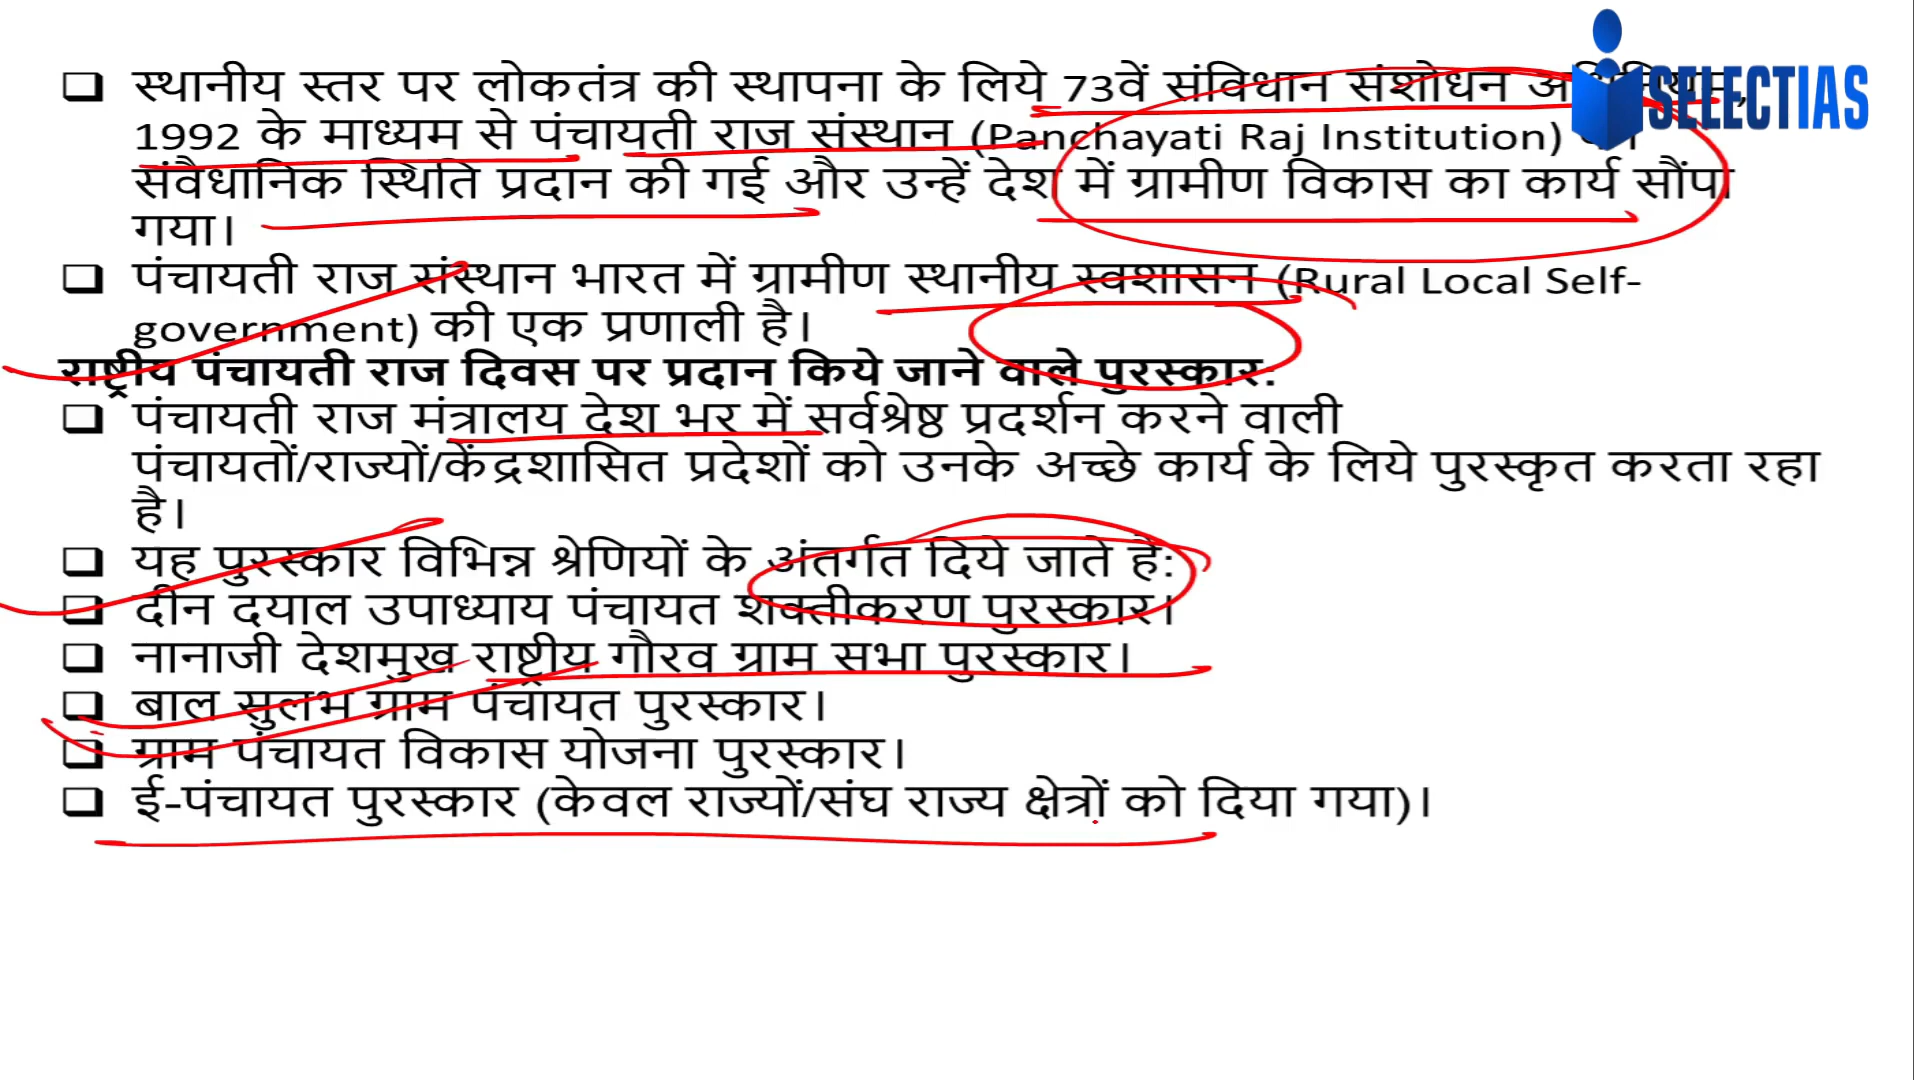 स्थानीय स्तर पर लोकतंत्र की स्थापना के लिये 73वें संविधान संशोधन
1992 के माध्यम से पंचायती राज संस्थान (Panchayati Raj Institution)
संवैधानिक स्थिति प्रदान की गई और उन्हें देश में ग्रामीण विकास का कार्य सौंपा
गया।
पंचायती राज संस्थान भारत में ग्रामीण स्थानीय स्वशासन (Rural Local Self-
government) की एक प्रणाली है।
राष्ट्रीय पंचायती राज दिवस पर प्रदान किये जाने वाले पुरस्कार:
पंचायती राज मंत्रालय देश भर में सर्वश्रेष्ठ प्रदर्शन करने वाली
पंचायतों/राज्यों/केंद्रशासित प्रदेशों को उनके अच्छे कार्य के लिये पुरस्कृत करता रहा
है।
यह पुरस्कार विभिन्न श्रेणियों के अंतर्गत दिये जाते हैं:
दीन दयाल उपाध्याय पंचायत शक्तीकरण पुरस्कार।
नानाजी देशमुख राष्ट्रीय गौरव ग्राम सभा पुरस्कार।
बाल सुलभ ग्राम पंचायत पुरस्कार।
ग्राम पंचायत विकास योजना पुरस्कार।
ई-पंचायत पुरस्कार (केवल राज्यों/संघ राज्य क्षेत्रों को दिया गया)।
SELECTIAS